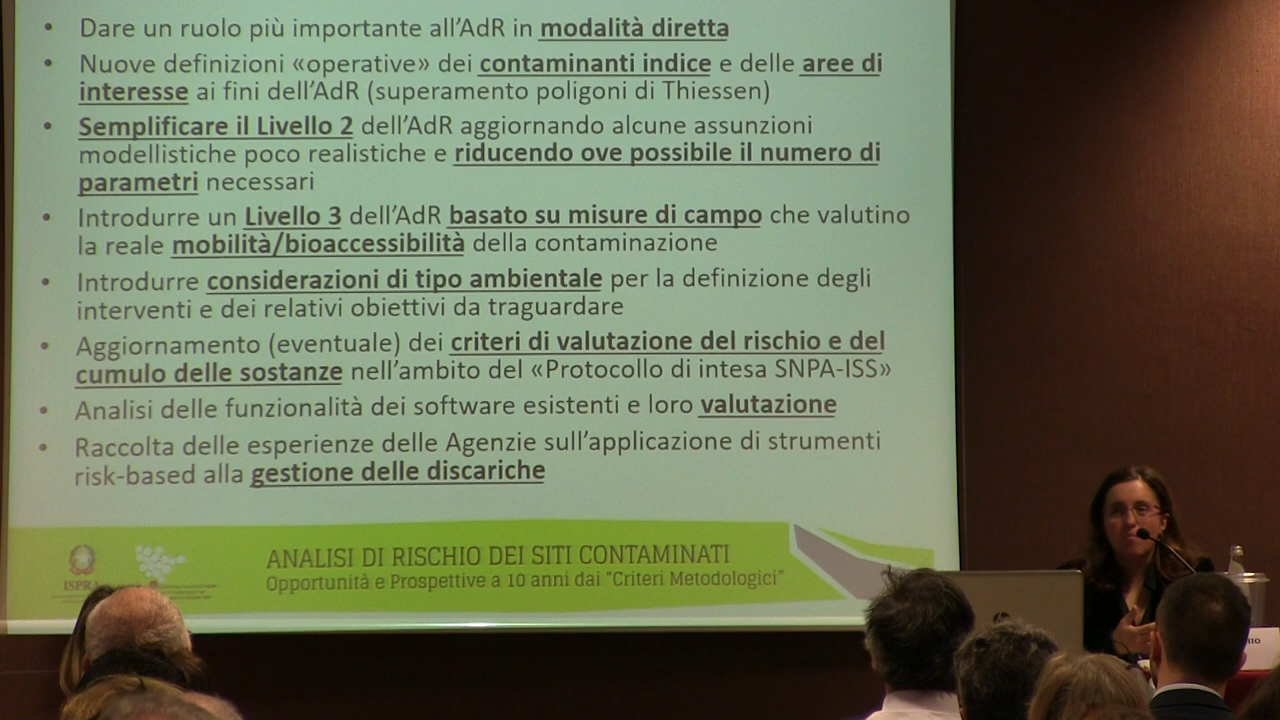 • Dare un ruolo più importante all'AdR in modalità diretta
• Nuove definizioni «operative» dei contaminanti indice e delle aree di
interesse ai fini dell'AdR (superamento poligoni di Thiessen)
• Semplificare il Livello 2 dell'AdR aggiornando alcune assunzioni
modellistiche poco realistiche e riducendo ove possibile il numero di
parametri necessari
• Introdurre un Livello 3 dell'AdR basato su misure di campo che valutino
la reale mobilità/bioaccessibilità della contaminazione
• Introdurre considerazioni di tipo ambientale per la definizione degli
interventi e dei relativi obiettivi da traguardare
• Aggiornamento (eventuale) dei criteri di valutazione del rischio e del
cumulo delle sostanze nell'ambito del «Protocollo di intesa SNPA-ISS»
• Analisi delle funzionalità dei software esistenti e loro valutazione
• Raccolta delle esperienze delle Agenzie sull'applicazione di strumenti
risk-based alla gestione delle discariche
ISPRA
ANALISI DI RISCHIO DEI SITI CONTAMINATI
Opportunità e Prospettive a 10 anni dai "Criteri Metodologici"